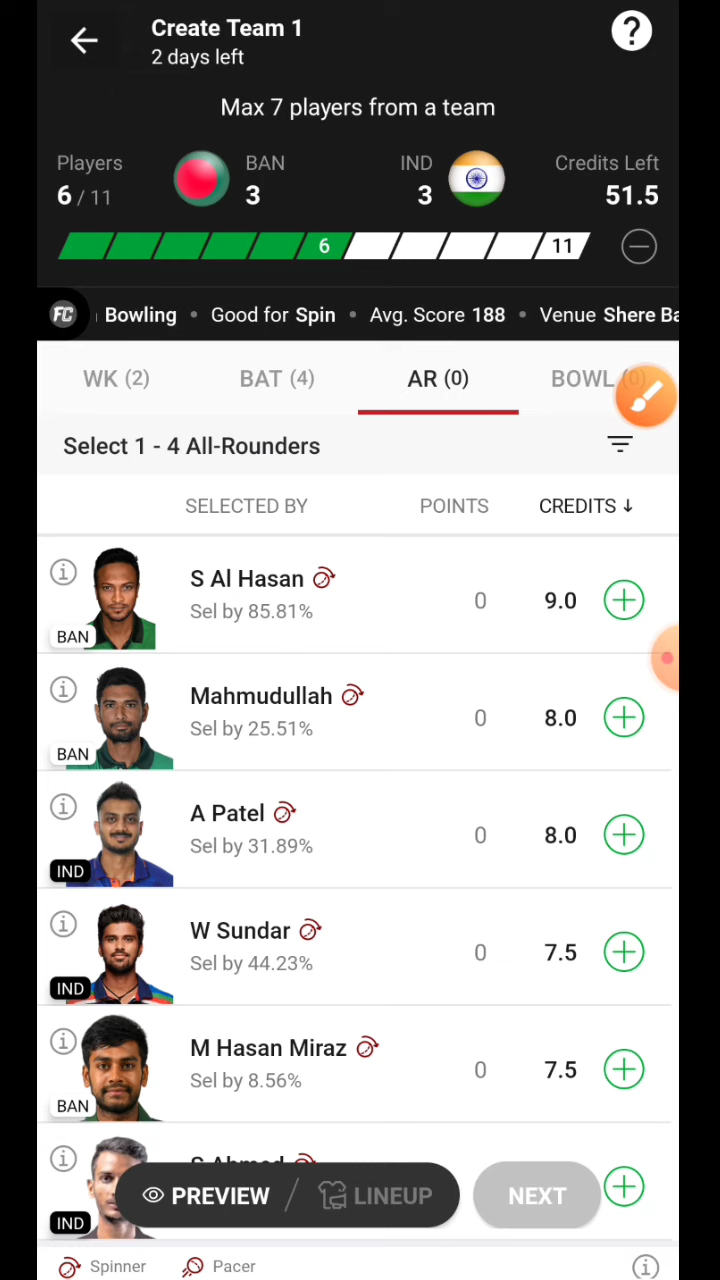 Create Team 1
2 days left
?
Max 7 players from a team
Players
6 / 11
BAN
3
IND
3
Credits Left
51.5
6
11
FC
Bowling • Good for Spin • Avg. Score 188 • Venue Shere Ba
WK (2)
BAT (4)
AR (0)
BOWL (0)
Select 1 - 4 All-Rounders
SELECTED BY
POINTS
CREDITS ↓
S Al Hasan
Sel by 85.81%
0
9.0
BAN
Mahmudullah
Sel by 25.51%
0
8.0
BAN
A Patel
Sel by 31.89%
0
8.0
IND
W Sundar
Sel by 44.23%
0
7.5
IND
M Hasan Miraz
Sel by 8.56%
0
7.5
BAN
S Ahmed
IND
PREVIEW / LINEUP
NEXT
Spinner
Pacer